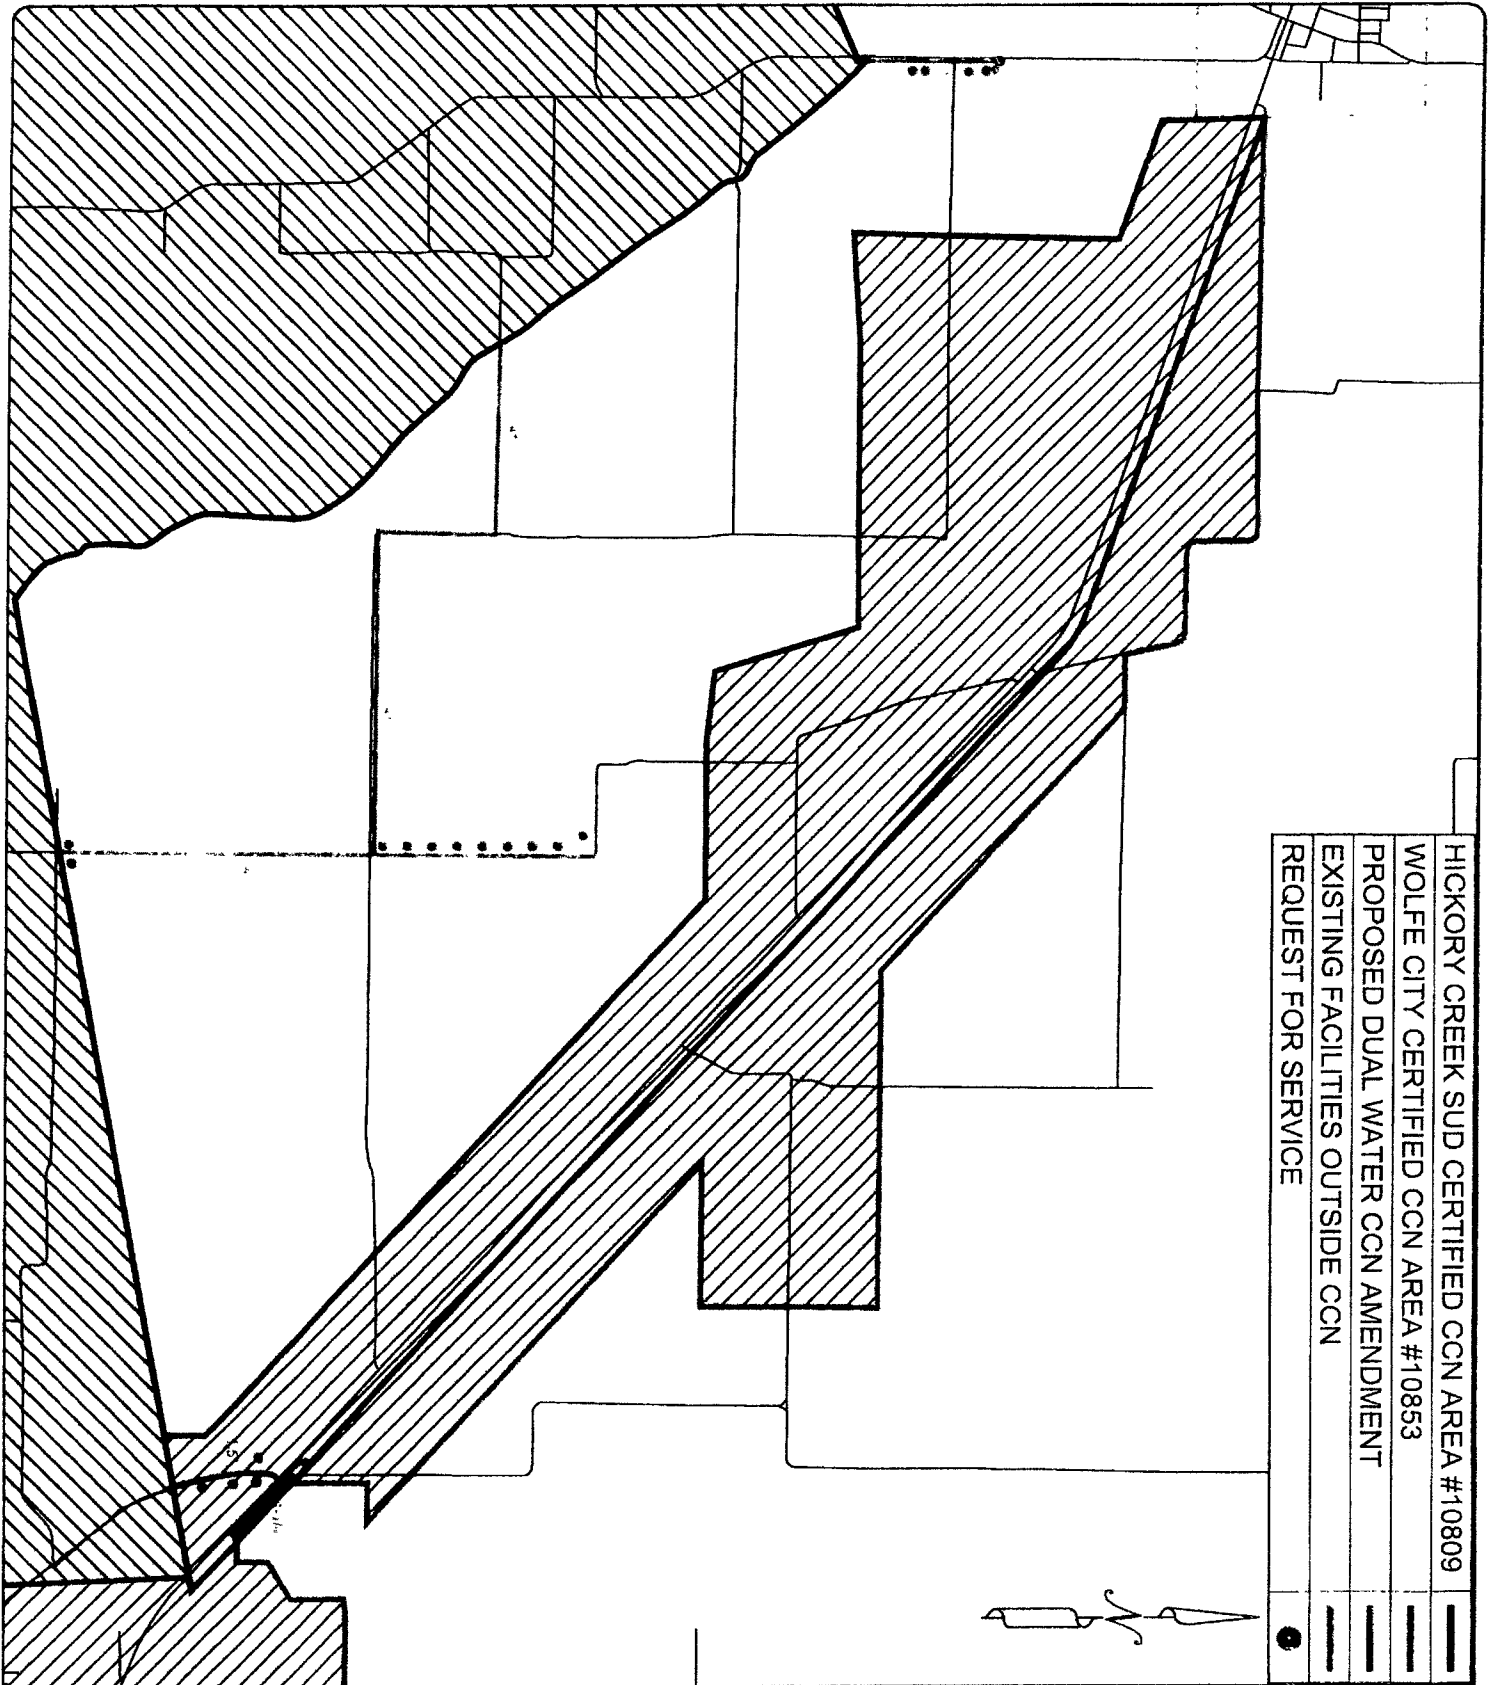 HICKORY CREEK SUD CERTIFIED CCN AREA #10809
WOLFE CITY CERTIFIED CCN AREA #10853
PROPOSED DUAL WATER CCN AMENDMENT
EXISTING FACILITIES OUTSIDE CCN
REQUEST FOR SERVICE